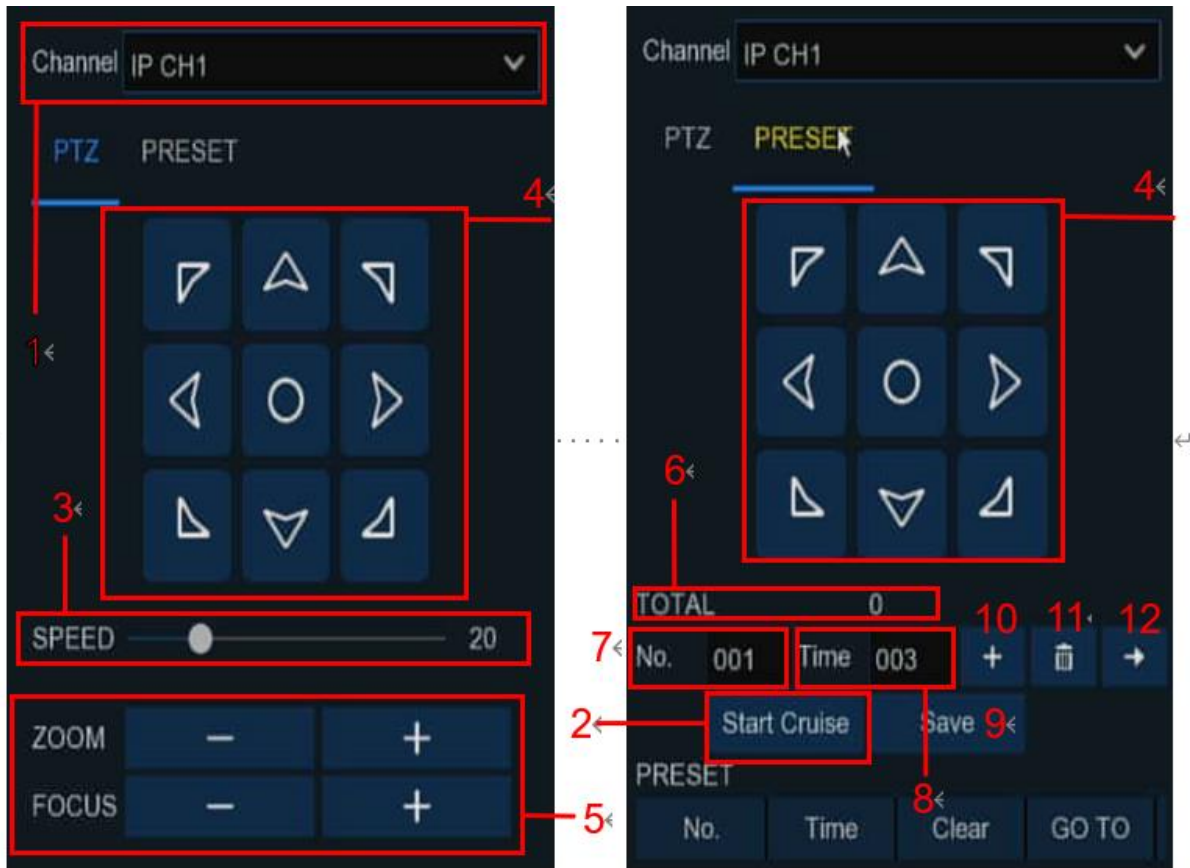 Channel IP CH1
PTZ PRESET
4
1
3
SPEED 20
ZOOM − +
FOCUS − +
5
Channel IP CH1
PTZ PRESET
4
6
TOTAL 0
10 11 12
7 No. 001 Time 003 +
2 Start Cruise Save 9
PRESET
8
No. Time Clear GO TO